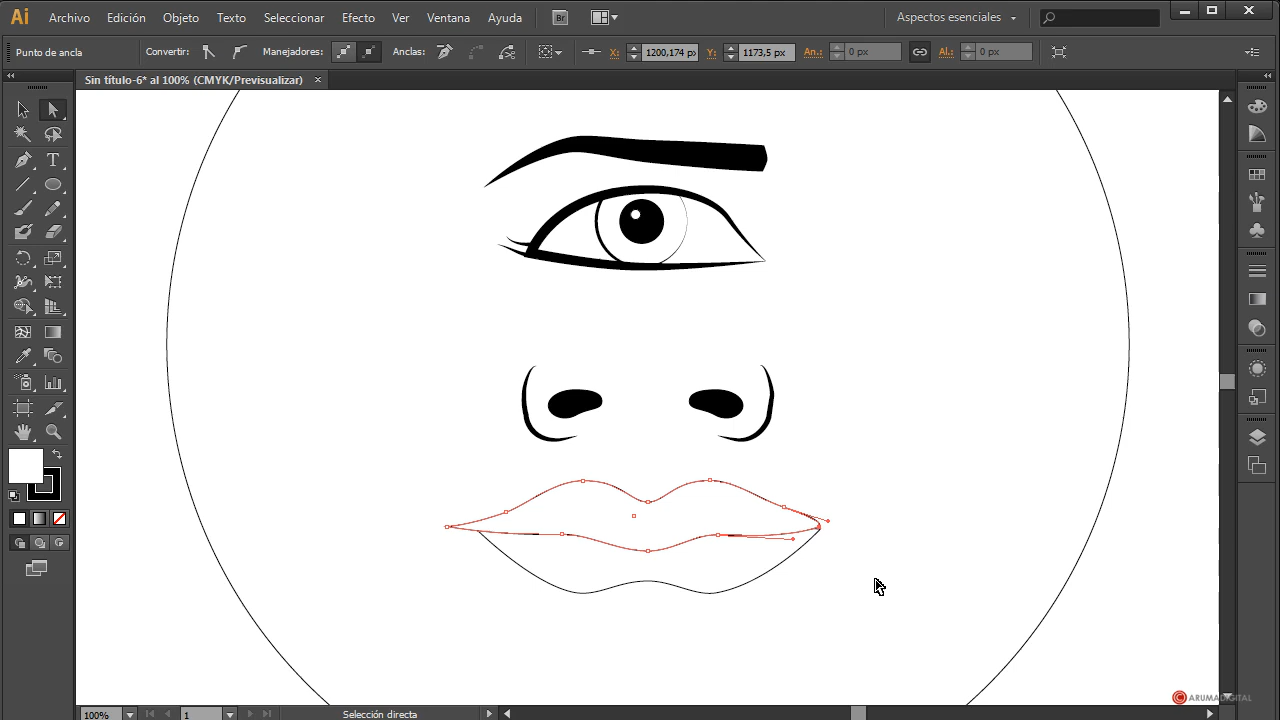 Ai Archivo Edición Objeto Texto Seleccionar Efecto Ver Ventana Ayuda Br Aspectos esenciales
Punto de ancla Convertir: Manejadores: Anclas: X: 1200,174 px Y: 1173,5 px An.: 0 px Al.: 0 px
Sin título-6* al 100% (CMYK/Previsualizar) ×
ARUMADIGITAL
100% 1 Selección directa